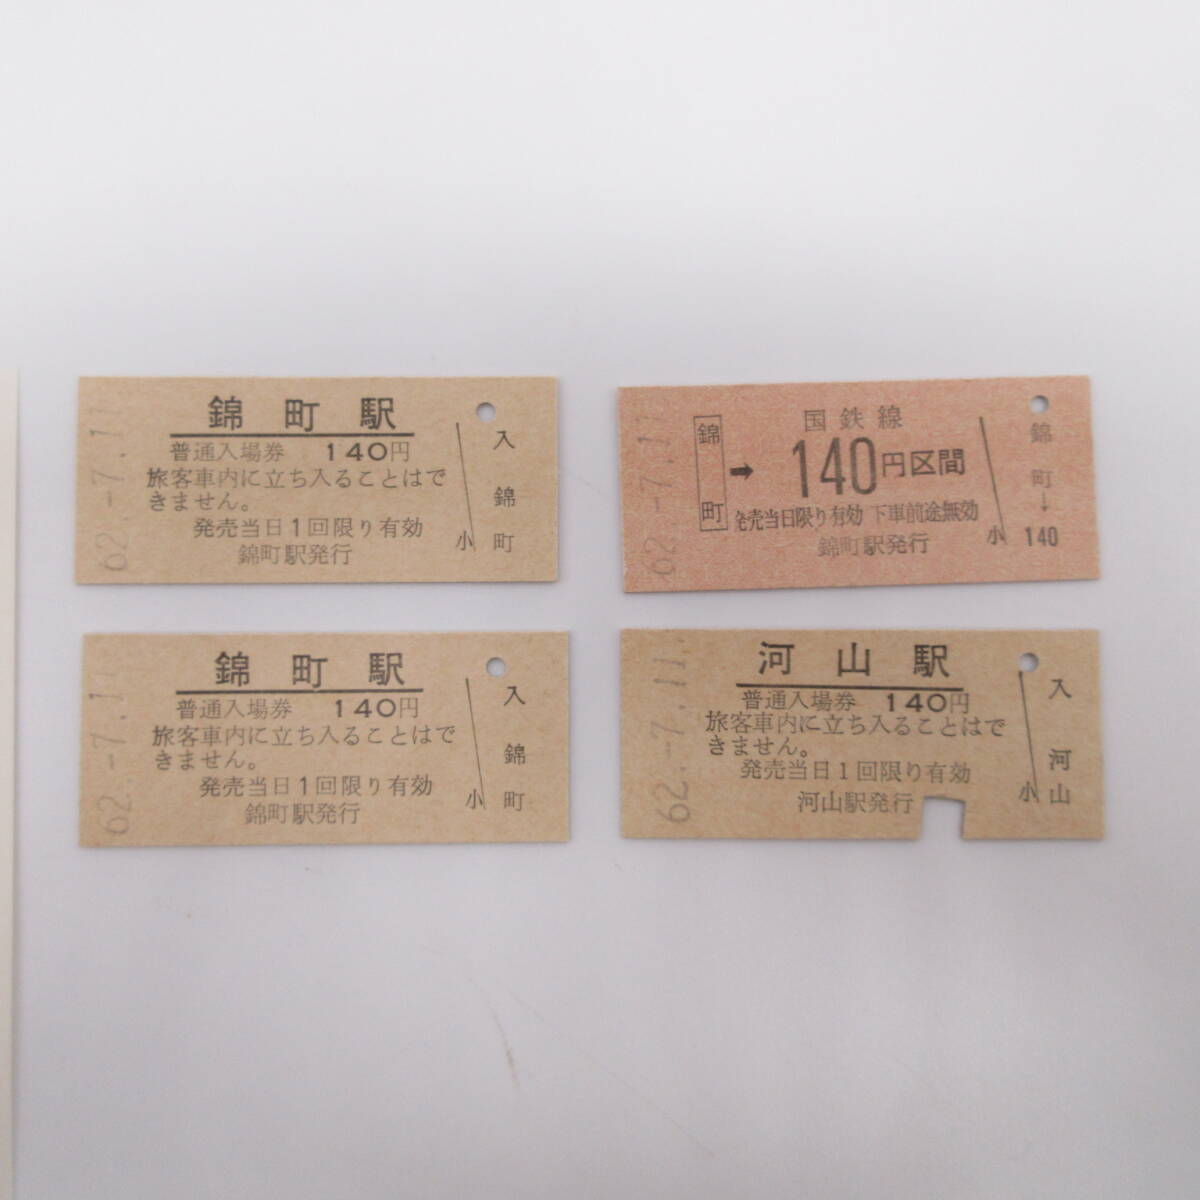 錦町駅
普通入場券 140円
旅客車内に立ち入ることはで
きません。
発売当日1回限り有効
錦町駅発行
入
錦
町
小
62.-7.1
国鉄線
錦町
➡ 140円区間
発売当日限り有効 下車前途無効
錦町駅発行
錦町→140
小
62.-7.1
錦町駅
普通入場券 140円
旅客車内に立ち入ることはで
きません。
発売当日1回限り有効
錦町駅発行
入
錦
町
小
62.-7.1
河山駅
普通入場券 140円
旅客車内に立ち入ることはで
きません。
発売当日1回限り有効
河山駅発行
入
河
山
小
62.-7.11